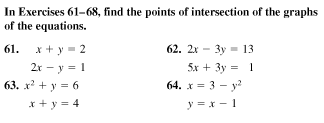 In Exercises 61–68, find the points of intersection of the graphs
of the equations.
61. x + y = 2 62. 2x − 3y = 13
2x − y = 1 5x + 3y = 1
63. x² + y = 6 64. x = 3 − y²
x + y = 4 y = x − 1